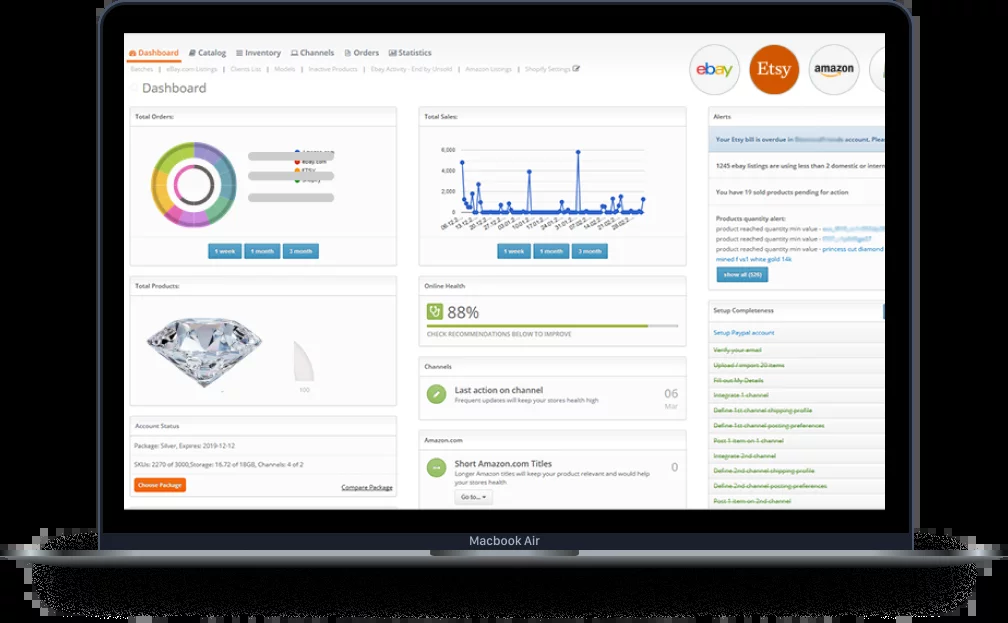 Dashboard Catalog Inventory Channels Orders Statistics
Batches | eBay.com Listings | Clients List | Models | Inactive Products | Ebay Activity - End by Unsold | Amazon Listings | Shopify Settings
Dashboard
ebay
Etsy
amazon
Total Orders:
1 week 1 month 3 month
Total Sales:
6,000
4,000
2,000
0
1 week 1 month 3 month
Alerts
Your Etsy bill is overdue in account. Pleas
1245 ebay listings are using less than 2 domestic or intern
You have 19 sold products pending for action
Products quantity alert:
product reached quantity min value -
product reached quantity min value -
product reached quantity min value - princess cut diamond
mined f vs1 white gold 14k
show all (526)
Total Products:
100
Online Health
88%
CHECK RECOMMENDATIONS BELOW TO IMPROVE
Channels
Last action on channel
Frequent updates will keep your stores health high
06
Mar
Amazon.com
Short Amazon.com Titles
Longer Amazon titles will keep your product relevant and would help
your stores health
0
Go to...
Setup Completeness
Setup Paypal account
Verify your email
Upload / Import 20 items
Fill out My Details
Integrate 1 channel
Define 1st channel shipping profile
Define 1st channel posting preferences
Post 1 item on 1 channel
Integrate 2nd channel
Define 2nd channel shipping profile
Define 2nd channel posting preferences
Post 1 item on 2nd channel
Account Status
Package: Silver, Expires: 2019-12-12
SKUs: 2270 of 3000,Storage: 16.72 of 18GB, Channels: 4 of 2
Choose Package
Compare Package
Macbook Air